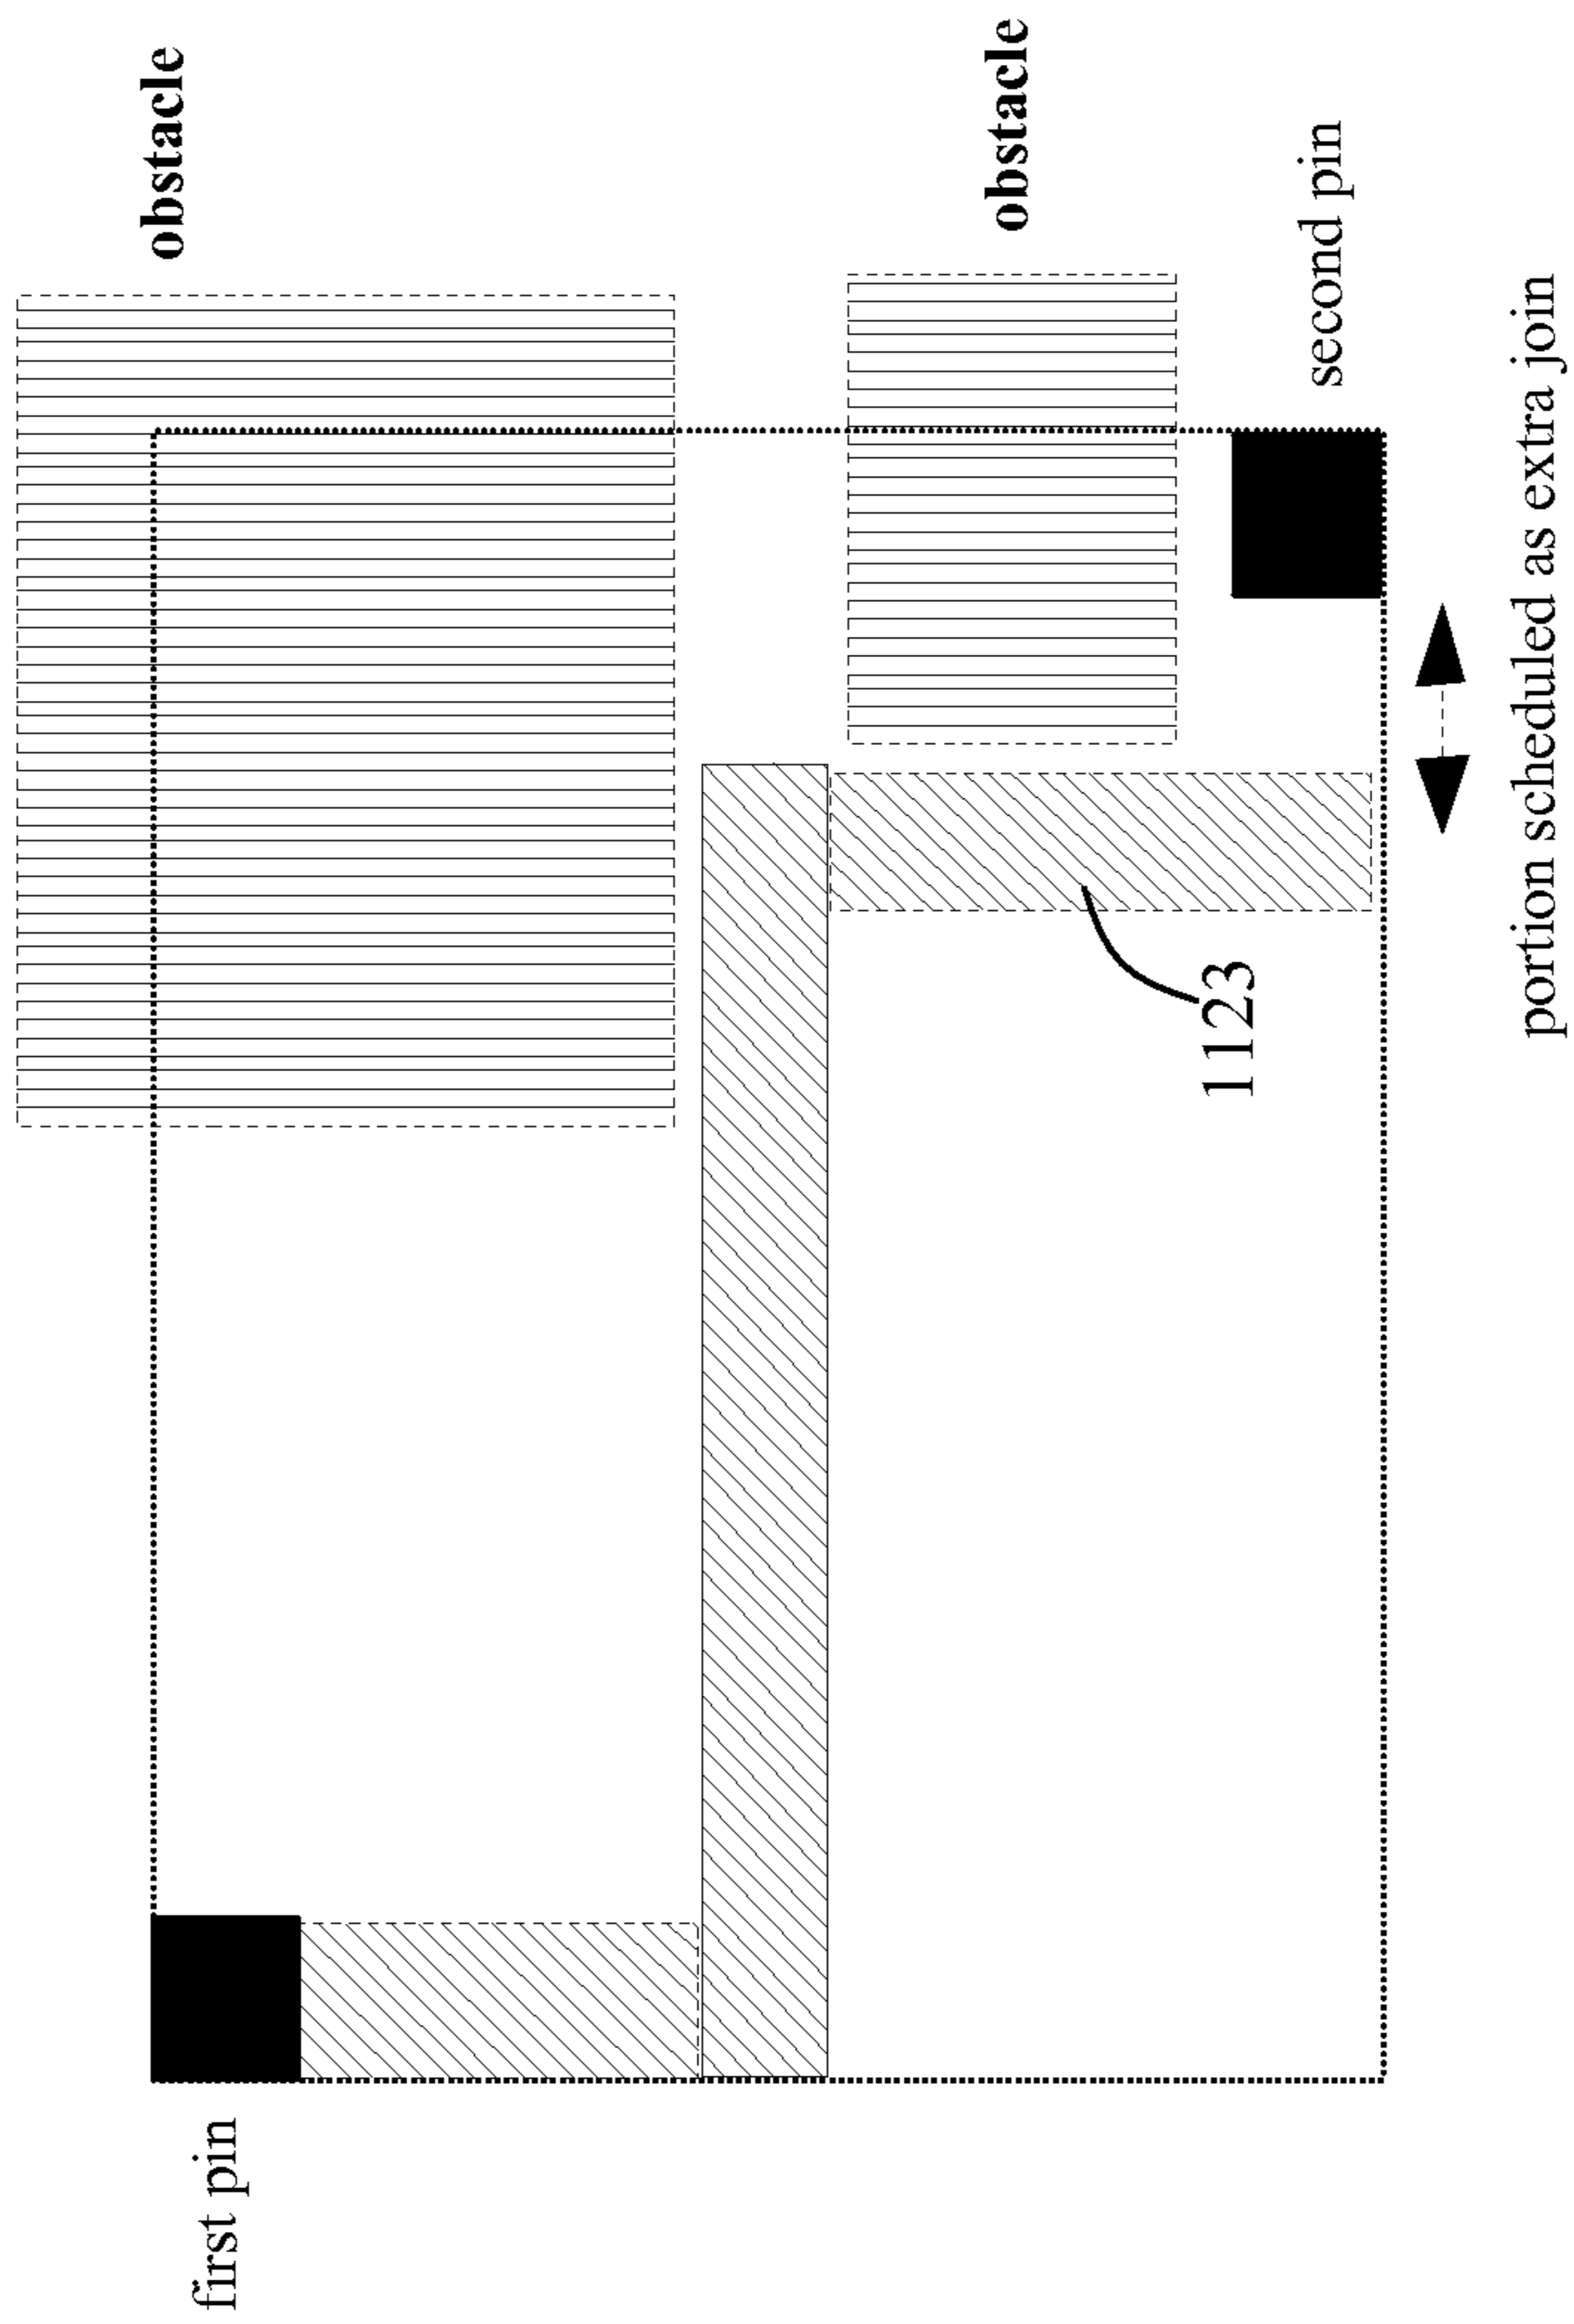 first pin
obstacle
obstacle
second pin
1123
portion scheduled as extra join